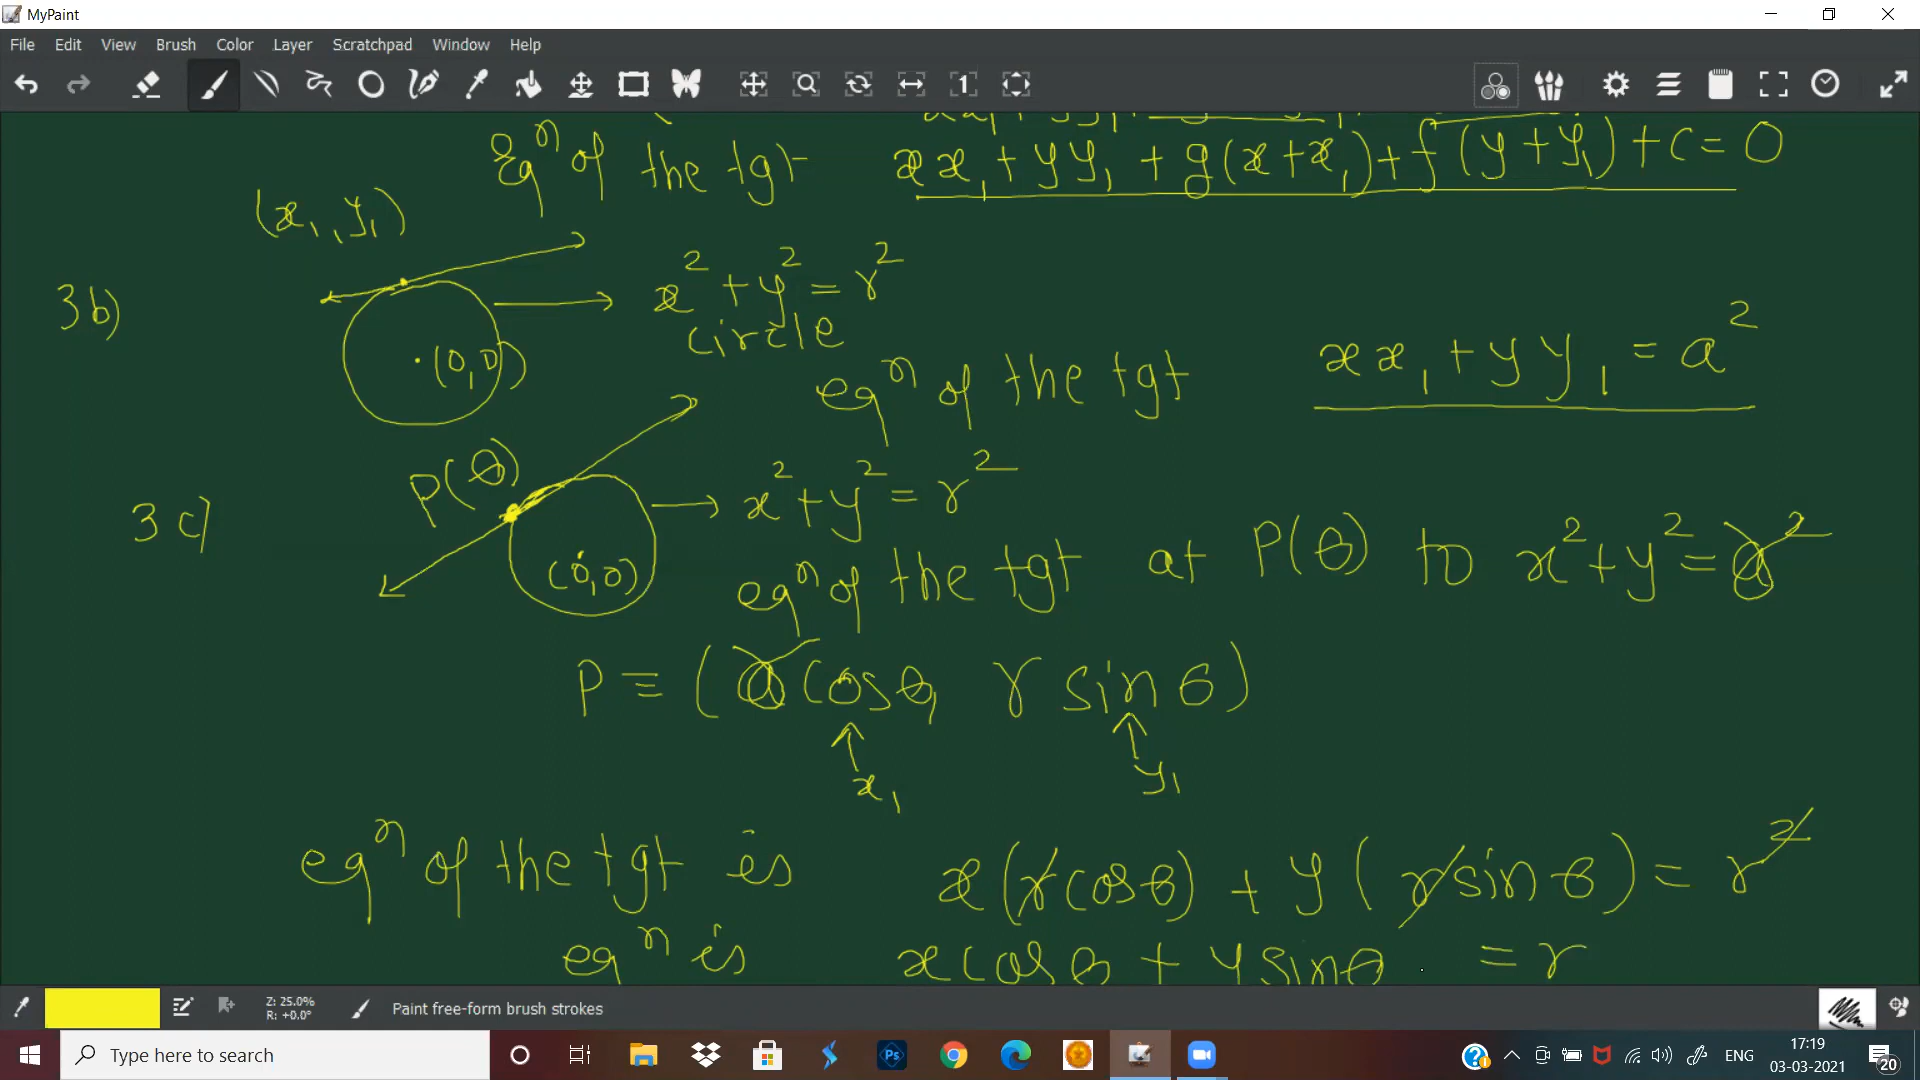 MyPaint
File Edit View Brush Color Layer Scratchpad Window Help
Eqⁿ of the tgt xx₁ + yy₁ + g(x+x₁) + f(y+y₁) + c = 0
(x₁, y₁)
3b) x² + y² = r²
circle
(0,0)
eqⁿ of the tgt xx₁ + yy₁ = a²
P(θ)
3c) x² + y² = r²
(0,0)
eqⁿ of the tgt at P(θ) to x² + y² = a²
P ≡ (a cosθ, r sinθ)
x₁ y₁
eqⁿ of the tgt is x(r cosθ) + y(r sinθ) = r²
eqⁿ is x cosθ + y sinθ = r
Z: 25.0%
R: +0.0°
Paint free-form brush strokes
Type here to search
Ps
ENG
17:19
03-03-2021
20